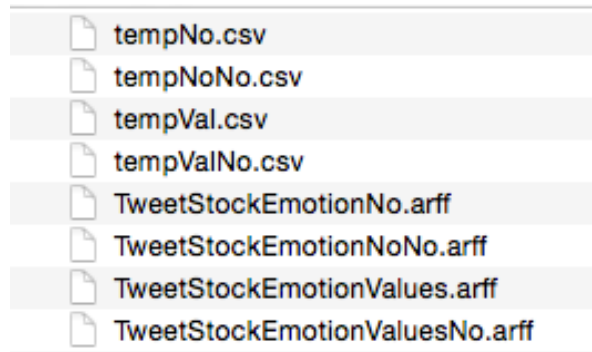 tempNo.csv
tempNoNo.csv
tempVal.csv
tempValNo.csv
TweetStockEmotionNo.arff
TweetStockEmotionNoNo.arff
TweetStockEmotionValues.arff
TweetStockEmotionValuesNo.arff